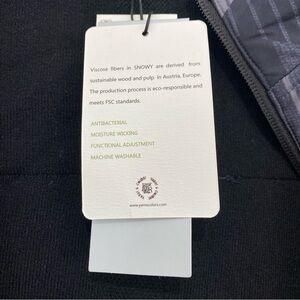 Viscose fibers in SNOWY are derived from
sustainable wood and pulp in Austria, Europe.
The production process is eco-responsible and
meets FSC standards.
ANTIBACTERIAL
MOISTURE WICKING
FUNCTIONAL ADJUSTMENT
MACHINE WASHABLE